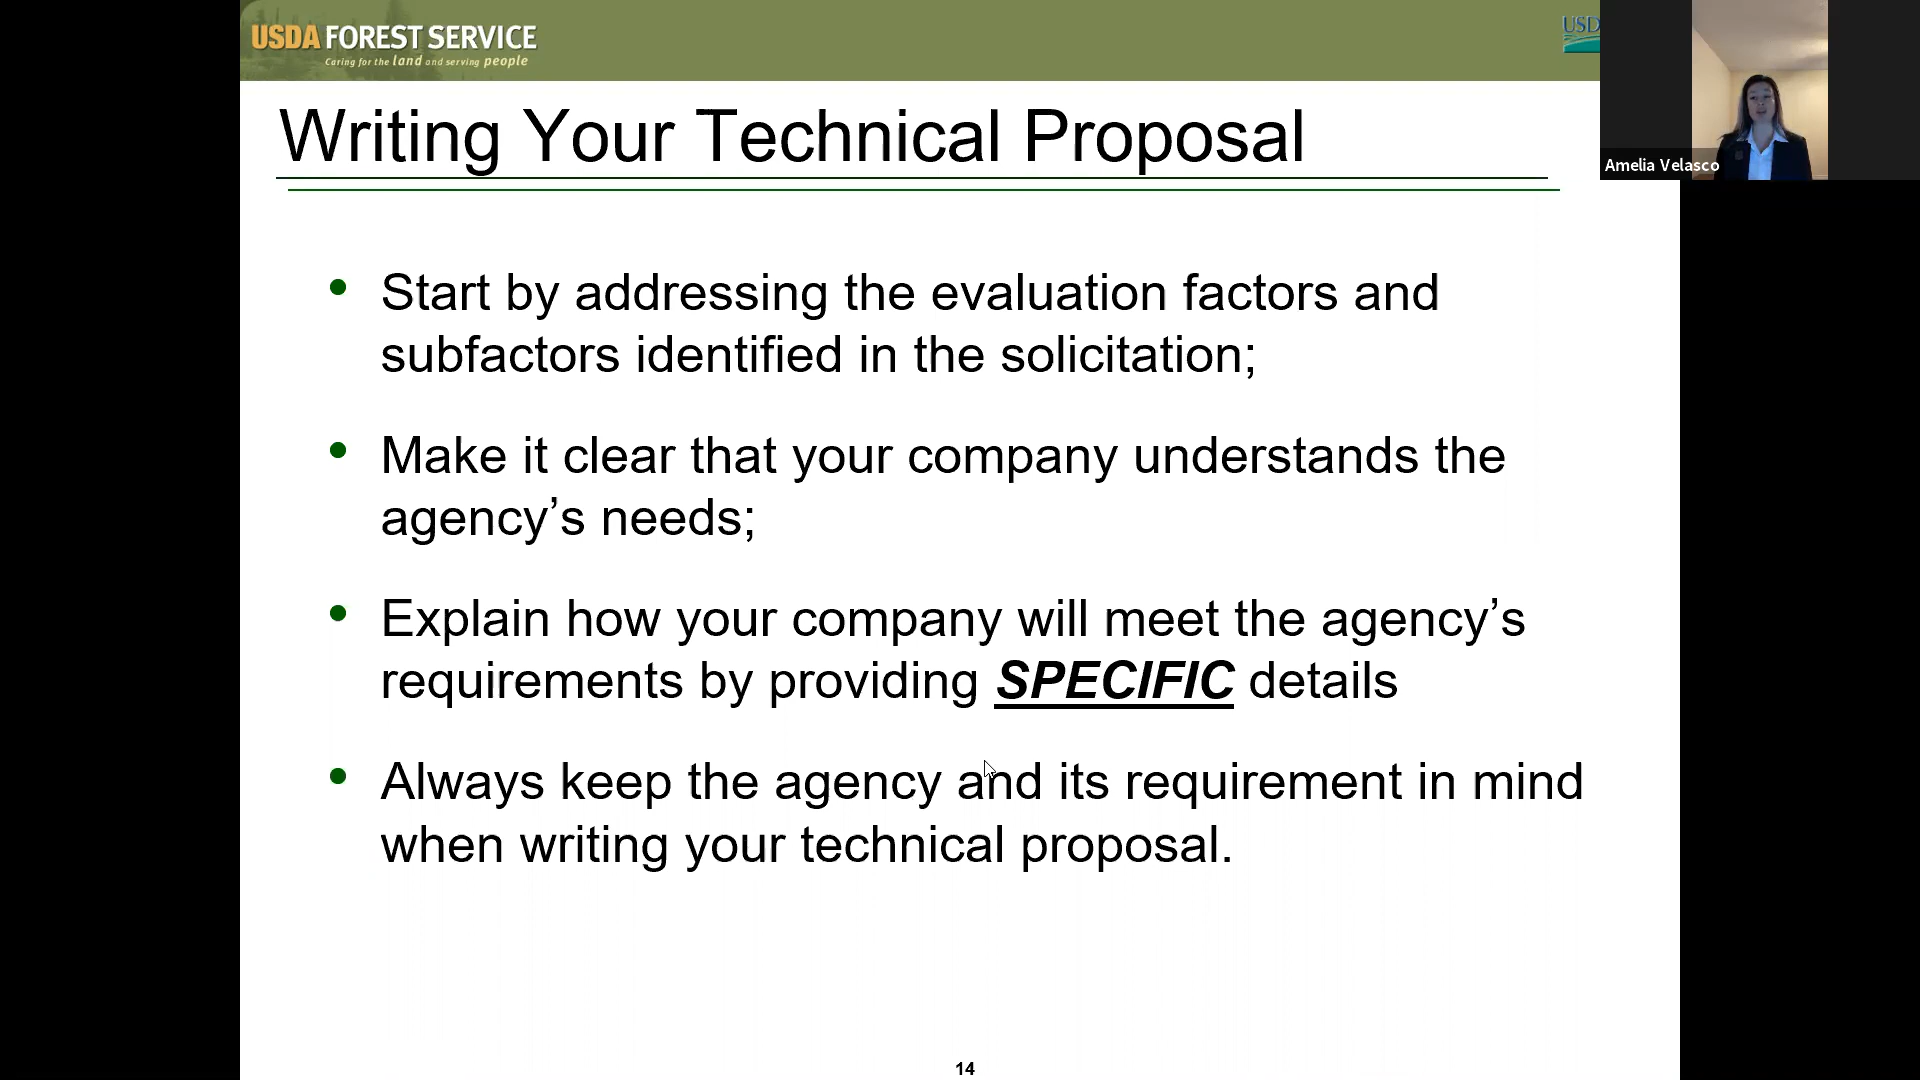 USDA FOREST SERVICE
Caring for the land and serving people
USD
Amelia Velasco
Writing Your Technical Proposal
• Start by addressing the evaluation factors and
subfactors identified in the solicitation;
• Make it clear that your company understands the
agency’s needs;
• Explain how your company will meet the agency’s
requirements by providing SPECIFIC details
• Always keep the agency and its requirement in mind
when writing your technical proposal.
14